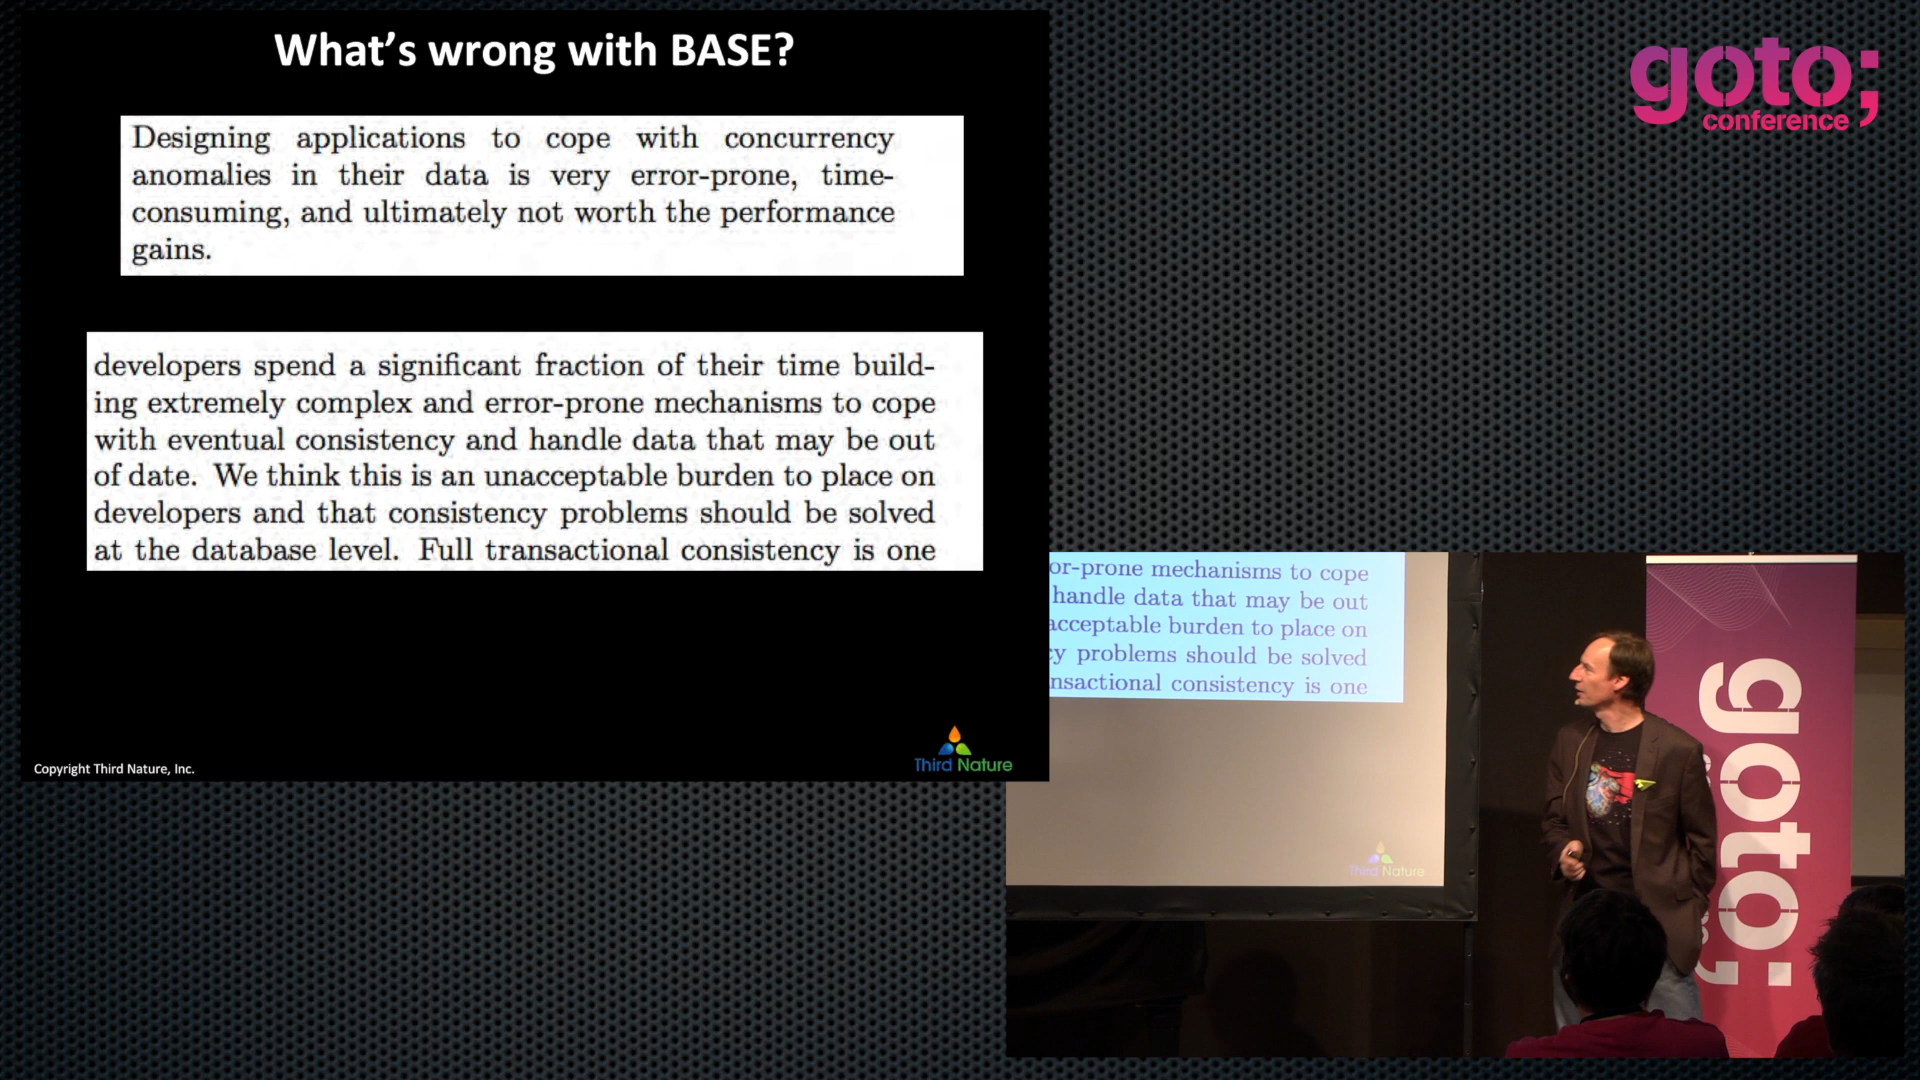 What's wrong with BASE?
Designing applications to cope with concurrency
anomalies in their data is very error-prone, time-
consuming, and ultimately not worth the performance
gains.
developers spend a significant fraction of their time build-
ing extremely complex and error-prone mechanisms to cope
with eventual consistency and handle data that may be out
of date. We think this is an unacceptable burden to place on
developers and that consistency problems should be solved
at the database level. Full transactional consistency is one
Copyright Third Nature, Inc.
Third Nature
goto;
conference
or-prone mechanisms to cope
handle data that may be out
acceptable burden to place on
cy problems should be solved
nsactional consistency is one
Third Nature
goto;